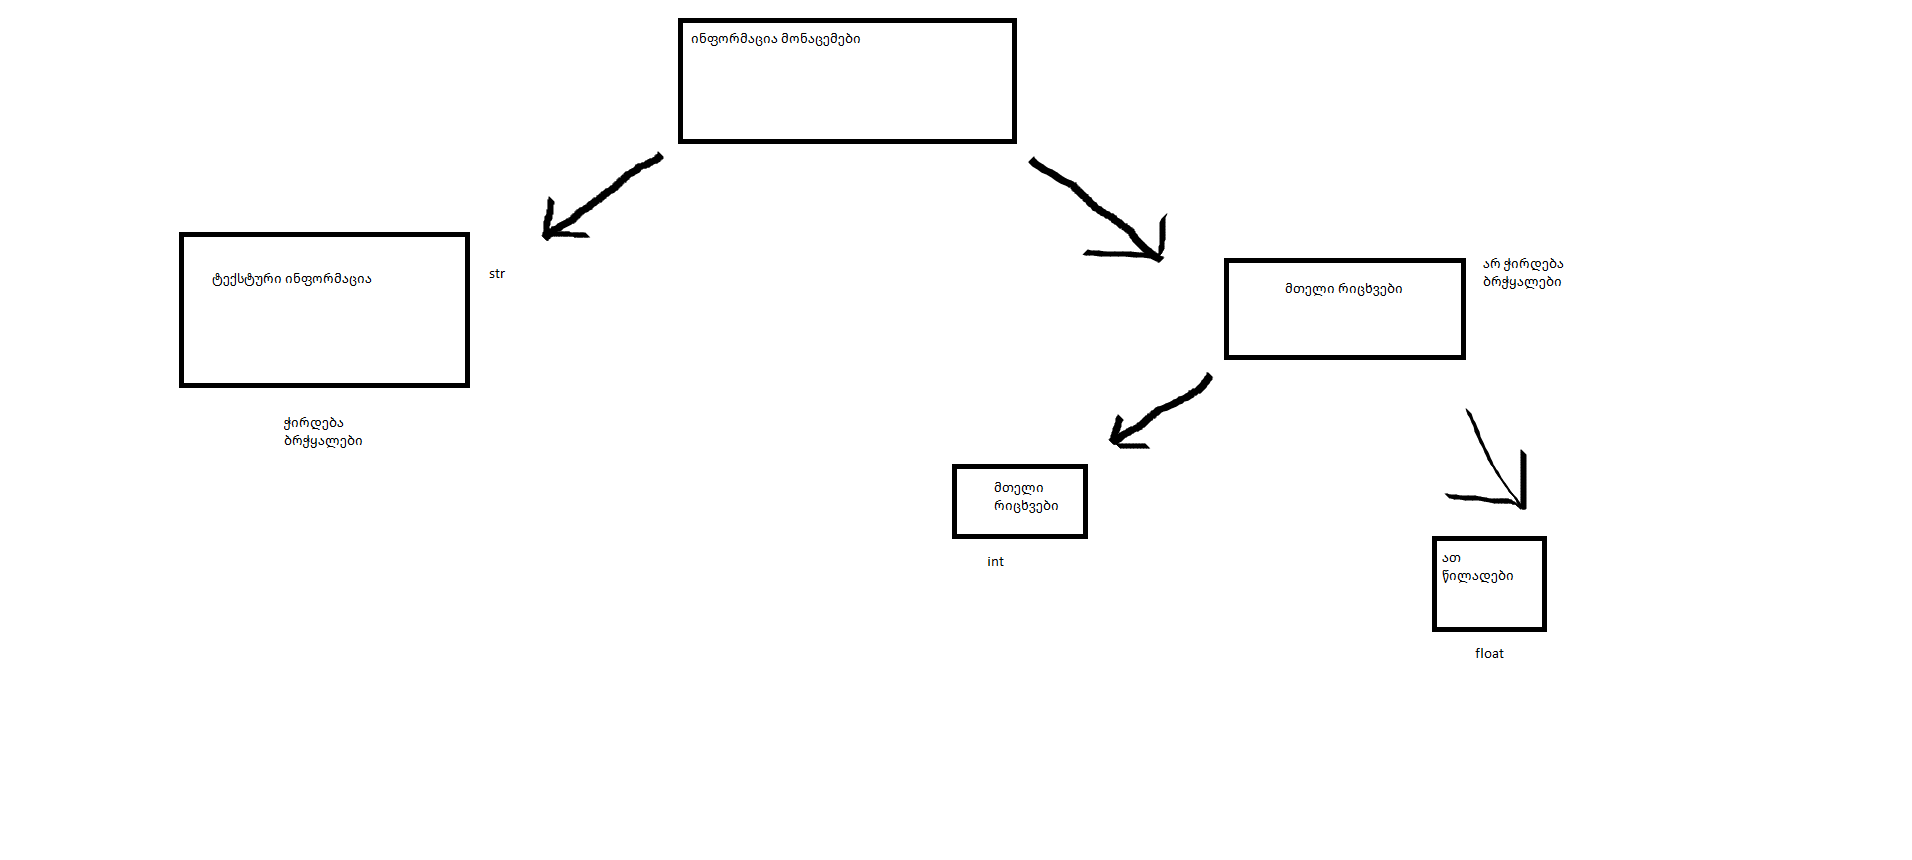 ინფორმაცია მონაცემები
ტექსტური ინფორმაცია
str
ჭირდება
ბრჭყალები
მთელი რიცხვები
არ ჭირდება
ბრჭყალები
მთელი
რიცხვები
int
ათ
წილადები
float